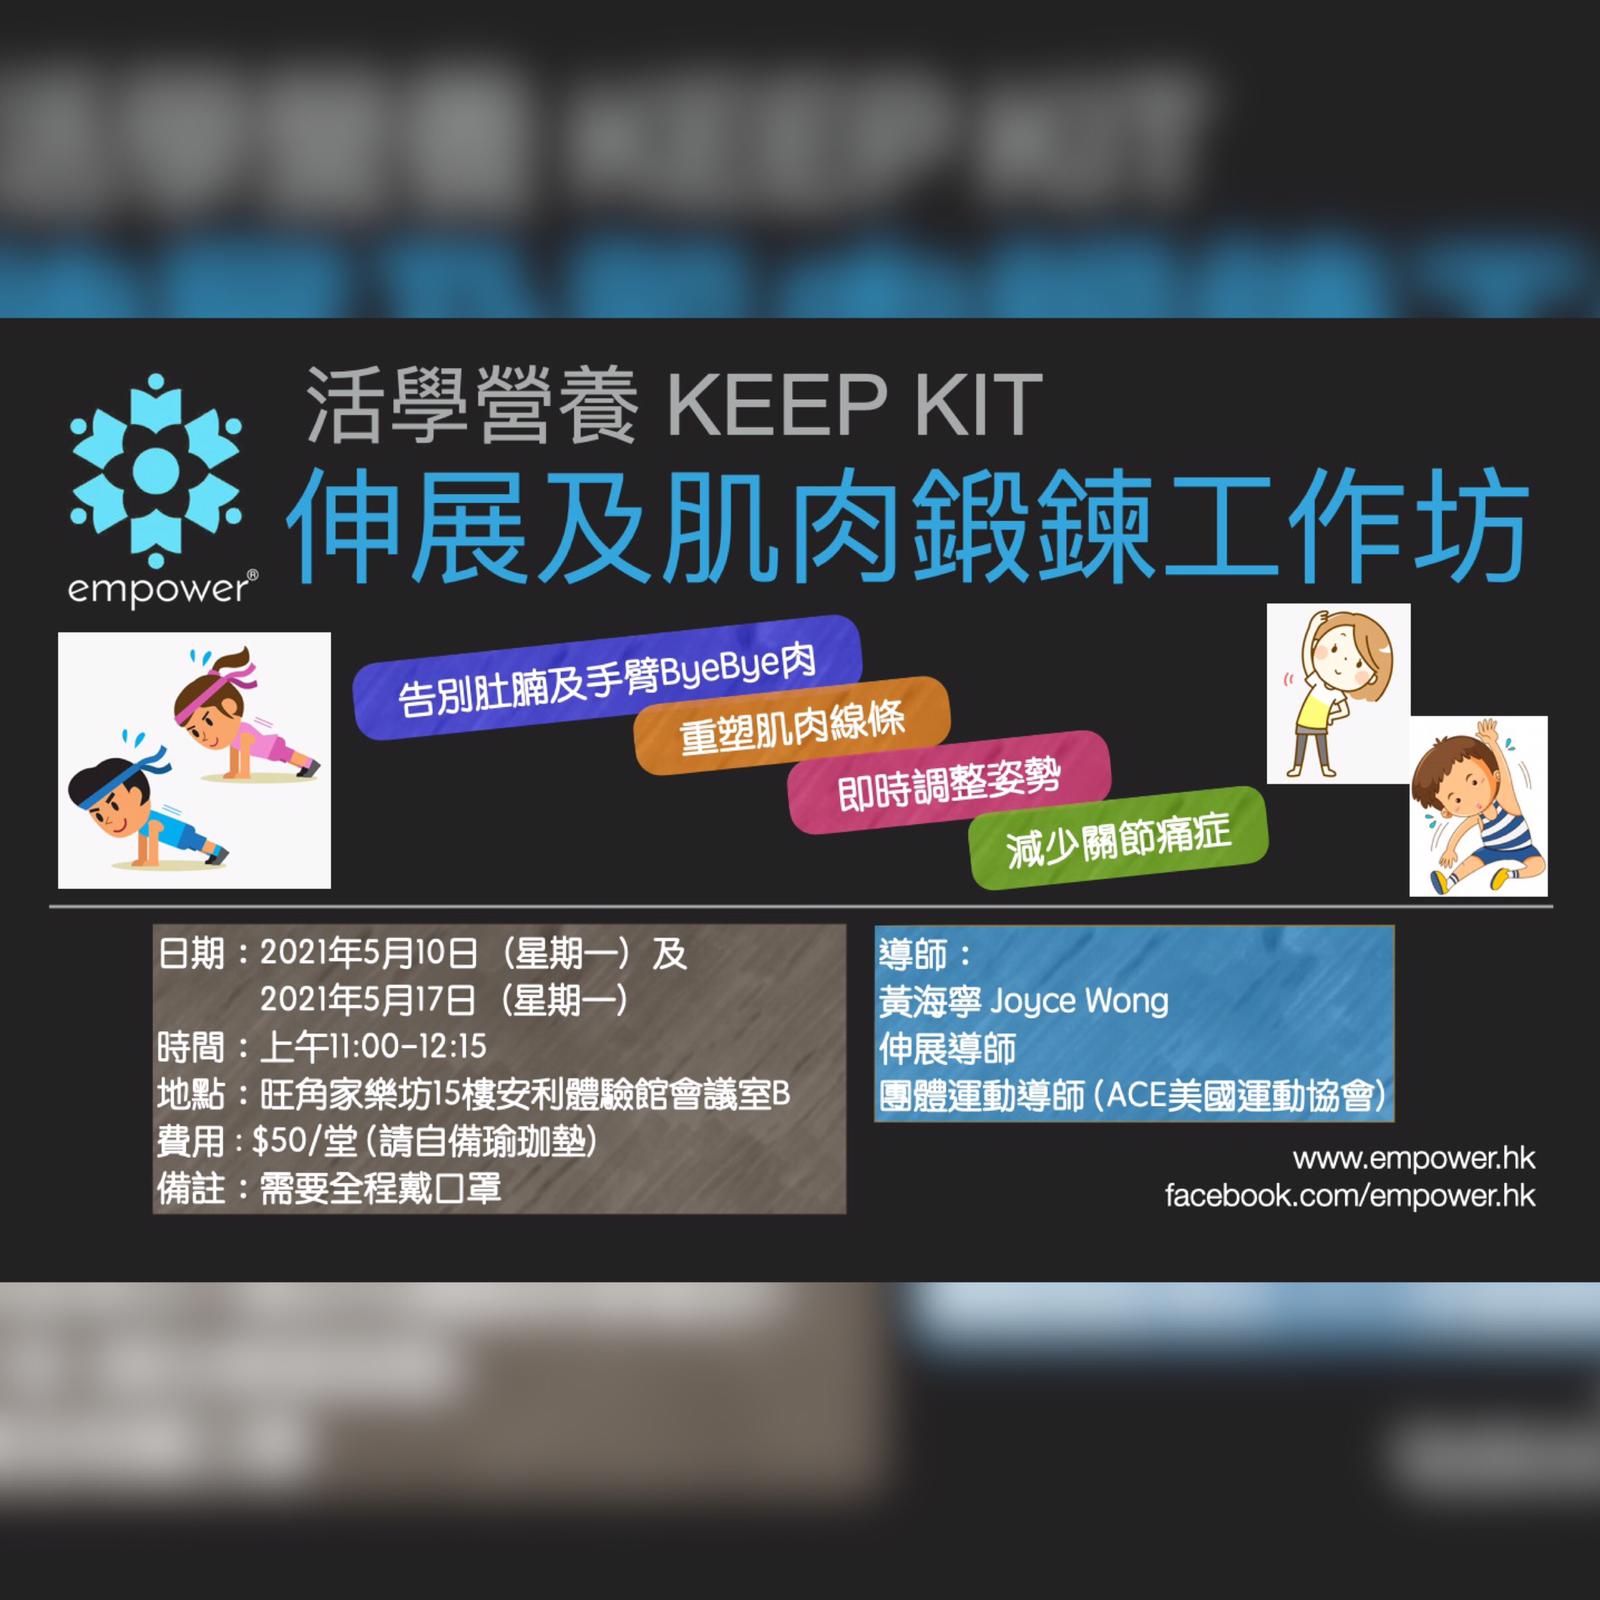 活學營養 KEEP KIT
伸展及肌肉鍛鍊工作坊
empower®
告別肚腩及手臂ByeBye肉
重塑肌肉線條
即時調整姿勢
減少關節痛症
日期：2021年5月10日（星期一）及
2021年5月17日（星期一）
時間：上午11:00-12:15
地點：旺角家樂坊15樓安利體驗館會議室B
費用：$50/堂（請自備瑜珈墊）
備註：需要全程戴口罩
導師：
黃海寧 Joyce Wong
伸展導師
團體運動導師（ACE美國運動協會）
www.empower.hk
facebook.com/empower.hk